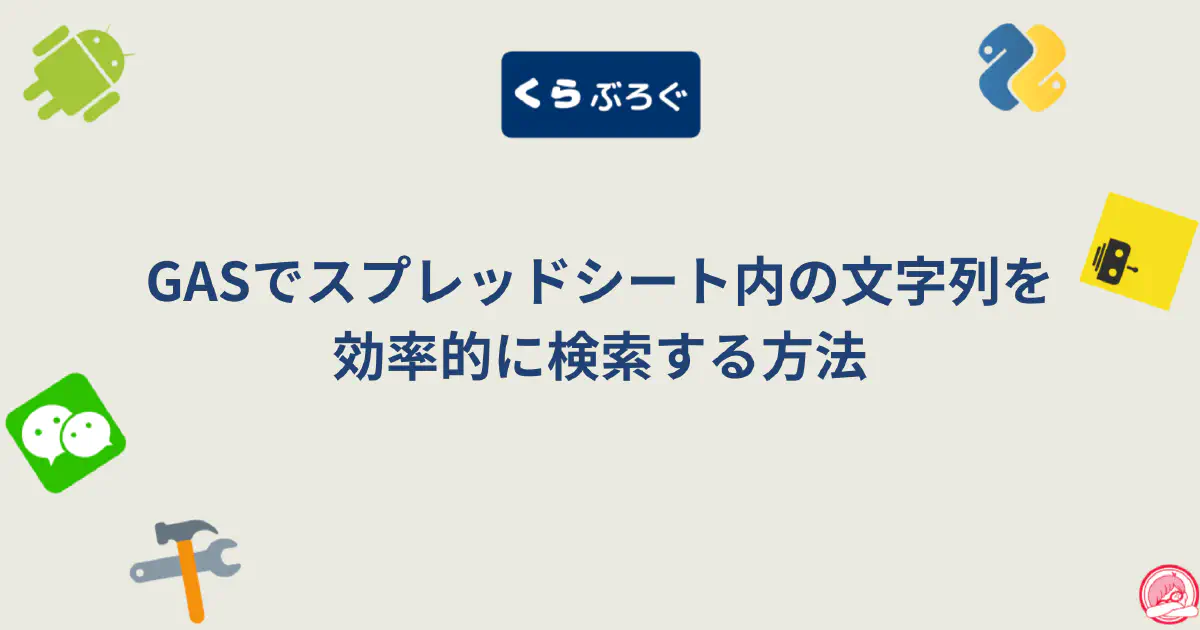 くらぶろぐ
GASでスプレッドシート内の文字列を
効率的に検索する方法